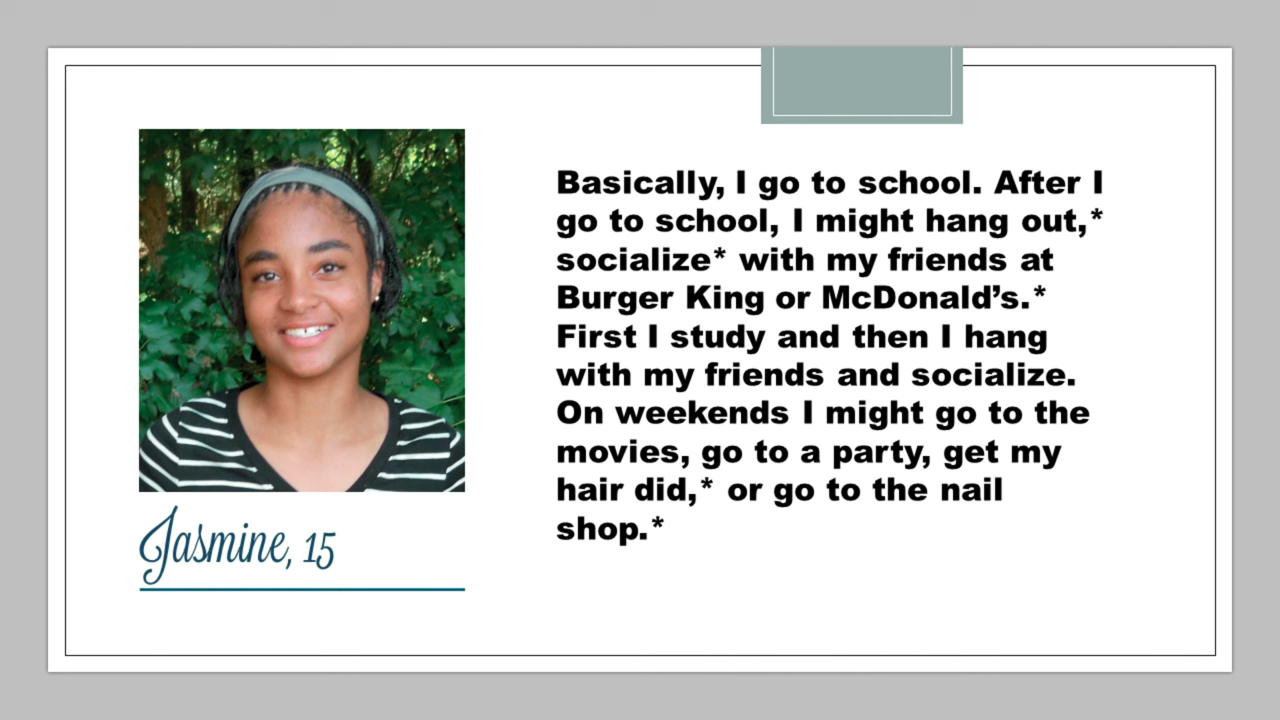 Basically, I go to school. After I
go to school, I might hang out,*
socialize* with my friends at
Burger King or McDonald’s.*
First I study and then I hang
with my friends and socialize.
On weekends I might go to the
movies, go to a party, get my
hair did,* or go to the nail
shop.*
Jasmine, 15